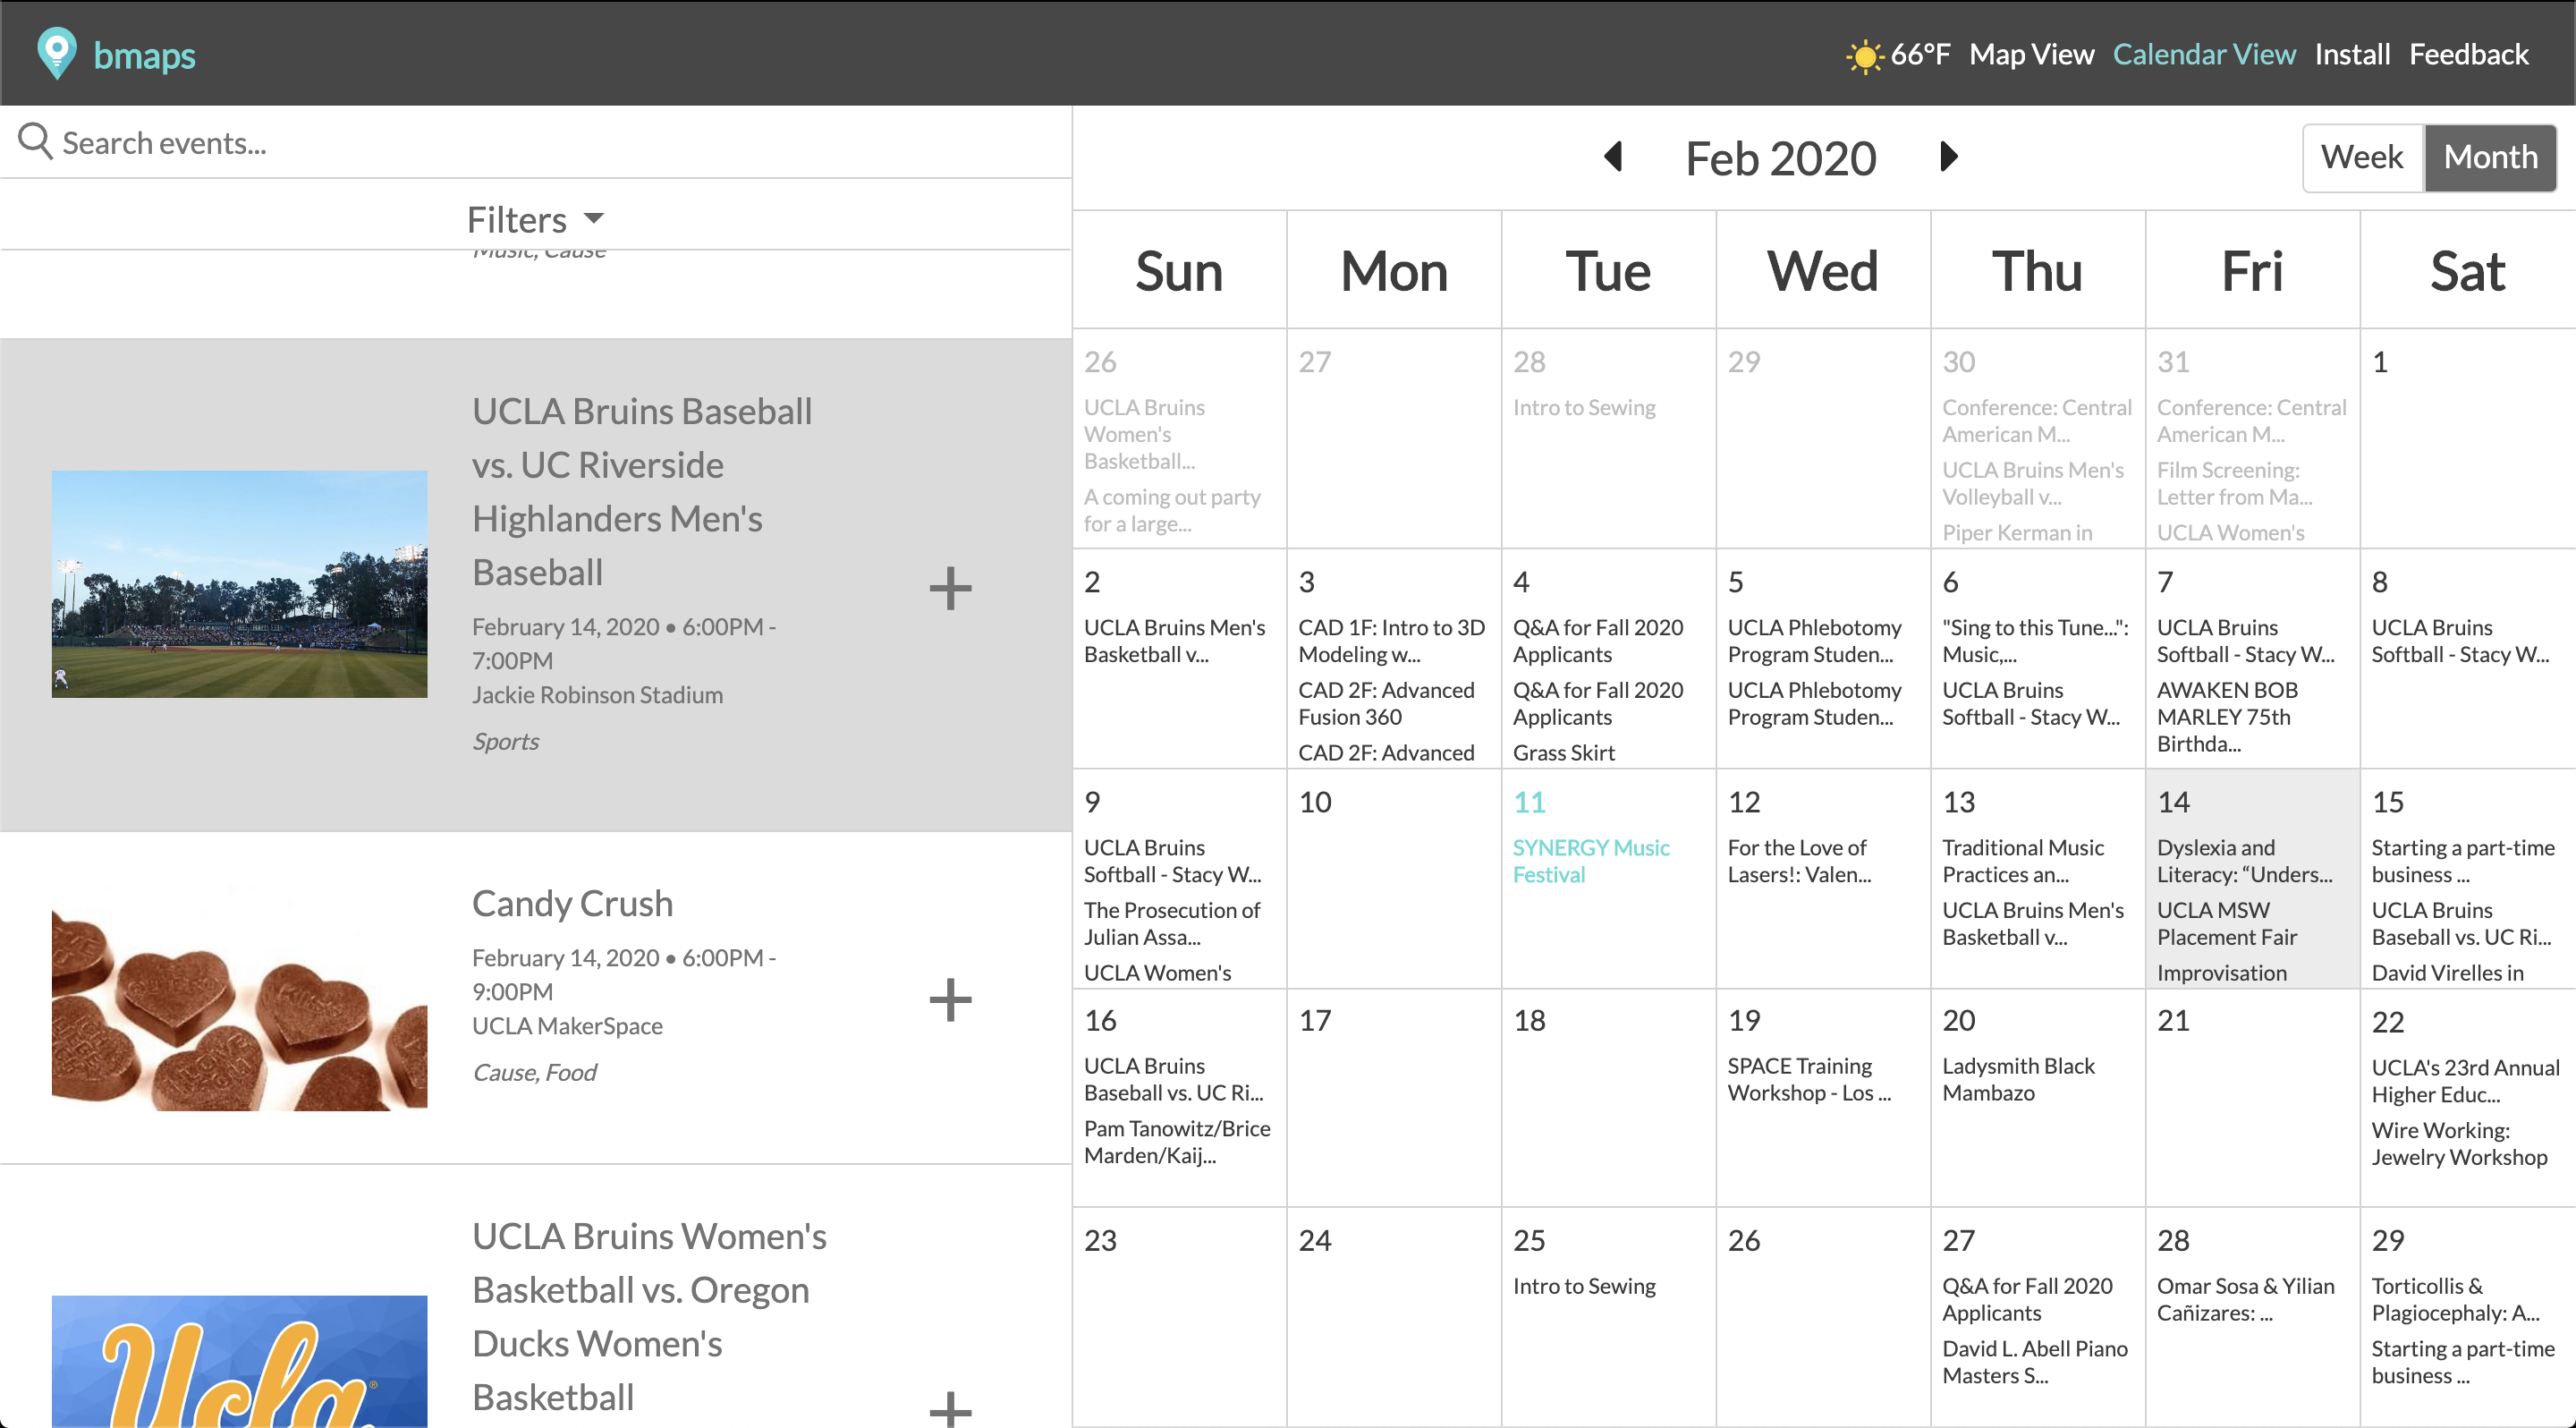 bmaps
66°F Map View Calendar View Install Feedback
Search events...
Filters
Music, Cause
UCLA Bruins Baseball
vs. UC Riverside
Highlanders Men's
Baseball
February 14, 2020 • 6:00PM -
7:00PM
Jackie Robinson Stadium
Sports
Candy Crush
February 14, 2020 • 6:00PM -
9:00PM
UCLA MakerSpace
Cause, Food
Ucla
UCLA Bruins Women's
Basketball vs. Oregon
Ducks Women's
Basketball
Feb 2020
Week Month
Sun Mon Tue Wed Thu Fri Sat
26
UCLA Bruins
Women's
Basketball...
A coming out party
for a large...
27
28
Intro to Sewing
29
30
Conference: Central
American M...
UCLA Bruins Men's
Volleyball v...
Piper Kerman in
31
Conference: Central
American M...
Film Screening:
Letter from Ma...
UCLA Women's
1
2
UCLA Bruins Men's
Basketball v...
3
CAD 1F: Intro to 3D
Modeling w...
CAD 2F: Advanced
Fusion 360
CAD 2F: Advanced
4
Q&A for Fall 2020
Applicants
Q&A for Fall 2020
Applicants
Grass Skirt
5
UCLA Phlebotomy
Program Studen...
UCLA Phlebotomy
Program Studen...
6
"Sing to this Tune...":
Music,...
UCLA Bruins
Softball - Stacy W...
7
UCLA Bruins
Softball - Stacy W...
AWAKEN BOB
MARLEY 75th
Birthda...
8
UCLA Bruins
Softball - Stacy W...
9
UCLA Bruins
Softball - Stacy W...
The Prosecution of
Julian Assa...
UCLA Women's
10
11
SYNERGY Music
Festival
12
For the Love of
Lasers!: Valen...
13
Traditional Music
Practices an...
UCLA Bruins Men's
Basketball v...
14
Dyslexia and
Literacy: “Unders...
UCLA MSW
Placement Fair
Improvisation
15
Starting a part-time
business ...
UCLA Bruins
Baseball vs. UC Ri...
David Virelles in
16
UCLA Bruins
Baseball vs. UC Ri...
Pam Tanowitz/Brice
Marden/Kaij...
17
18
19
SPACE Training
Workshop - Los ...
20
Ladysmith Black
Mambazo
21
22
UCLA's 23rd Annual
Higher Educ...
Wire Working:
Jewelry Workshop
23
24
25
Intro to Sewing
26
27
Q&A for Fall 2020
Applicants
David L. Abell Piano
Masters S...
28
Omar Sosa & Yilian
Cañizares: ...
29
Torticollis &
Plagiocephaly: A...
Starting a part-time
business ...